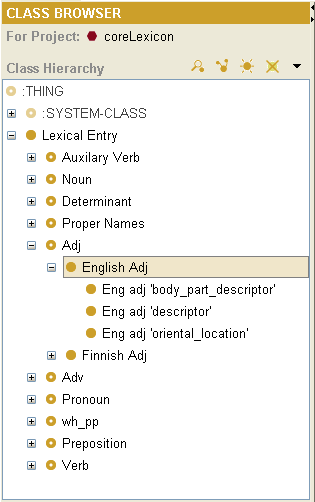 CLASS BROWSER
For Project: coreLexicon
Class Hierarchy
:THING
:SYSTEM-CLASS
Lexical Entry
Auxilary Verb
Noun
Determinant
Proper Names
Adj
English Adj
Eng adj 'body_part_descriptor'
Eng adj 'descriptor'
Eng adj 'oriental_location'
Finnish Adj
Adv
Pronoun
wh_pp
Preposition
Verb